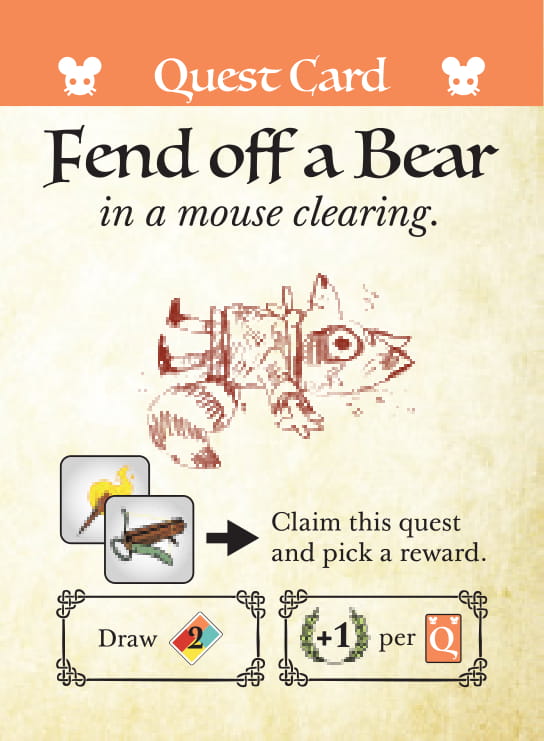 Quest Card
Fend off a Bear
in a mouse clearing.
Claim this quest
and pick a reward.
Draw 2
+1 per Q